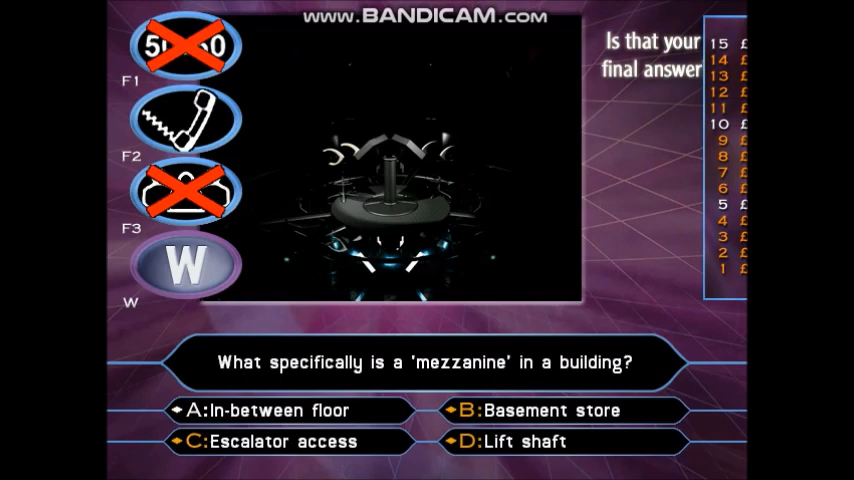 www.BANDICAM.com
Is that your
final answer
F1
F2
F3
W
W
15 £
14 £
13 £
12 £
11 £
10 £
9 £
8 £
7 £
6 £
5 £
4 £
3 £
2 £
1 £
What specifically is a 'mezzanine' in a building?
A:In-between floor
B:Basement store
C:Escalator access
D:Lift shaft